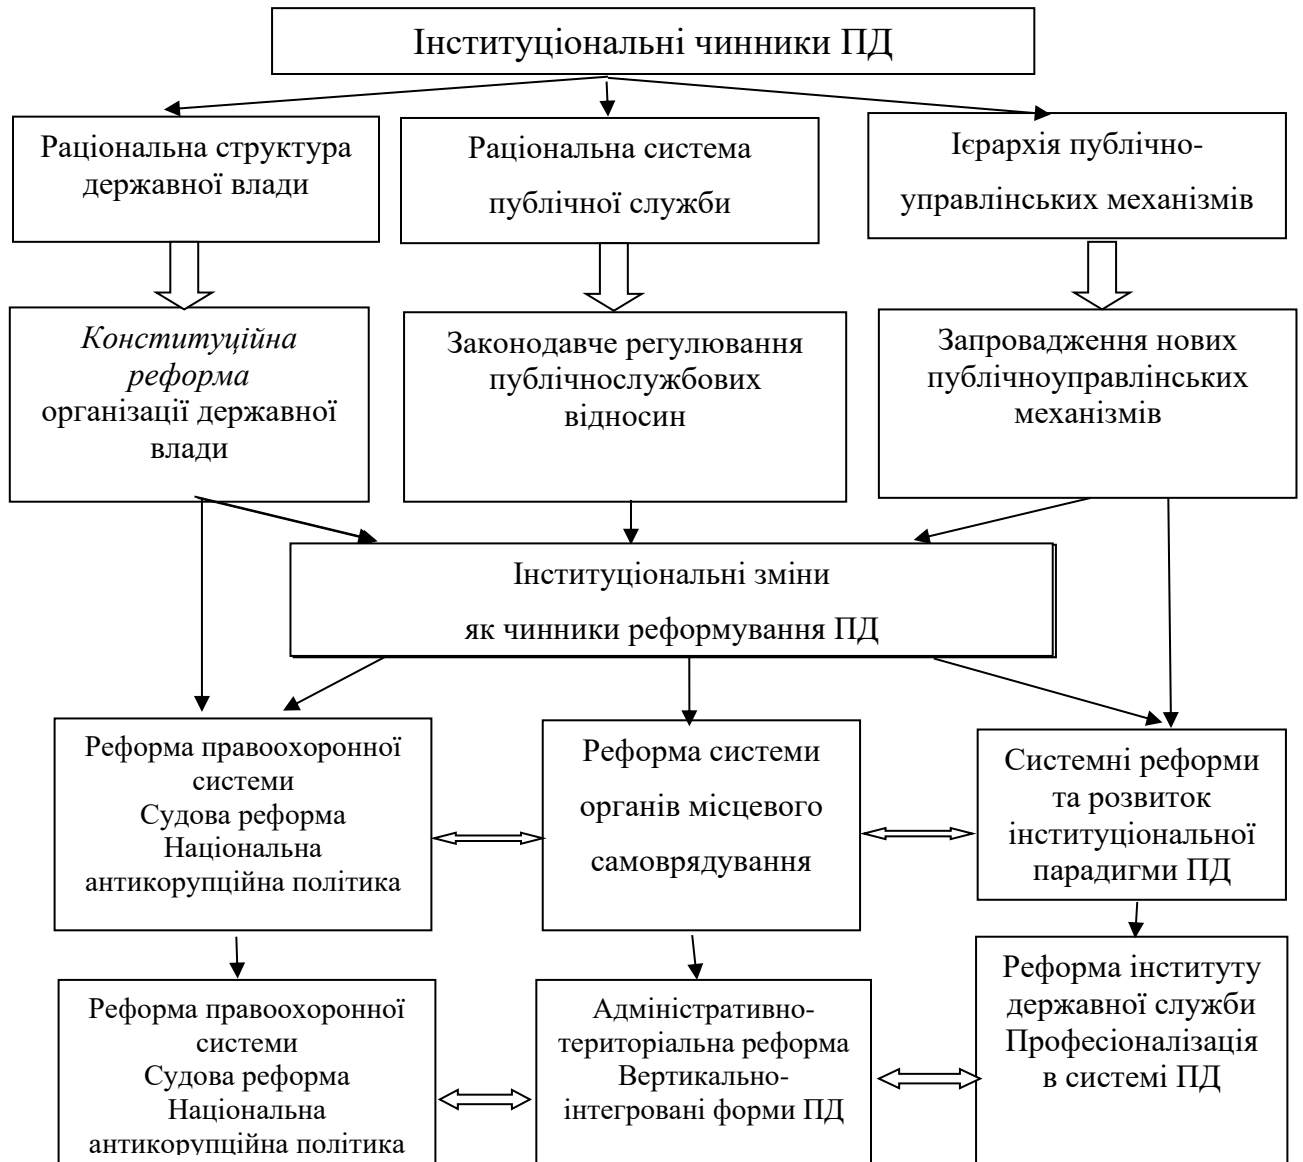 Інституціональні чинники ПД
Раціональна структура
державної влади
Раціональна система
публічної служби
Ієрархія публічно-
управлінських механізмів
Конституційна
реформа
організації державної
влади
Законодавче регулювання
публічнослужбових
відносин
Запровадження нових
публічноуправлінських
механізмів
Інституціональні зміни
як чинники реформування ПД
Реформа правоохоронної
системи
Судова реформа
Національна
антикорупційна політика
Реформа системи
органів місцевого
самоврядування
Системні реформи
та розвиток
інституціональної
парадигми ПД
Реформа правоохоронної
системи
Судова реформа
Національна
антикорупційна політика
Адміністративно-
територіальна реформа
Вертикально-
інтегровані форми ПД
Реформа інституту
державної служби
Професіоналізація
в системі ПД